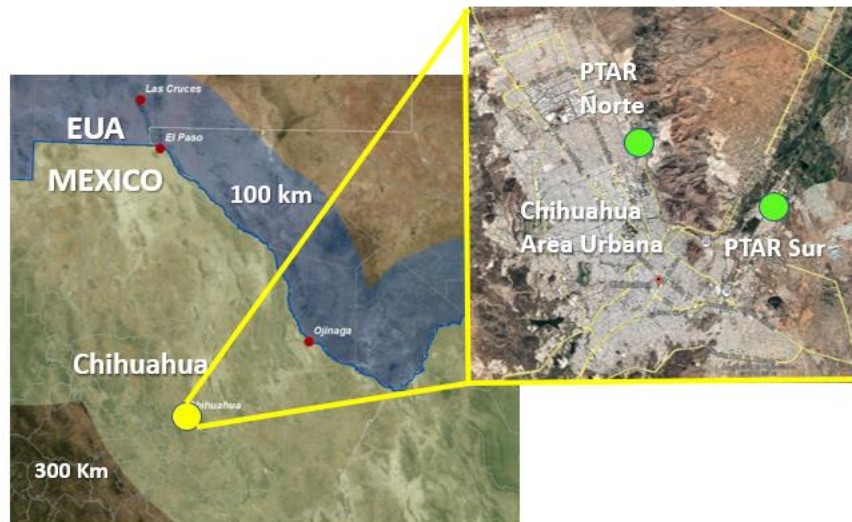 Las Cruces
EUA
El Paso
MEXICO
100 km
Ojinaga
Chihuahua
Chihuahua
300 Km
PTAR
Norte
Chihuahua
Area Urbana
PTAR Sur